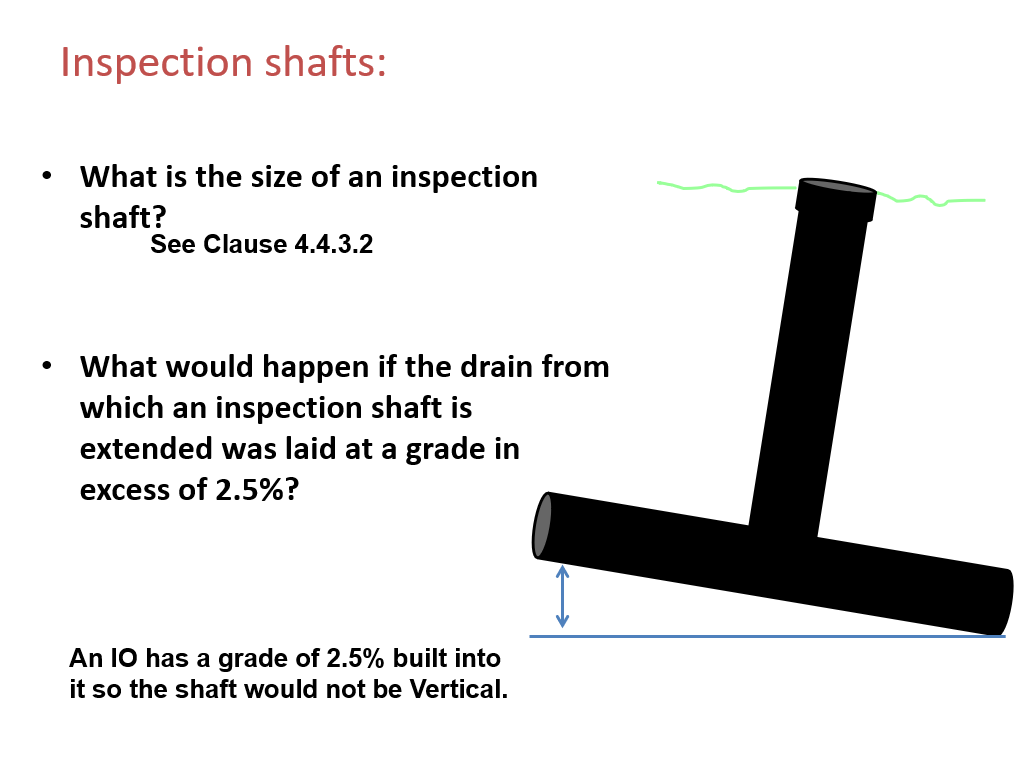 Inspection shafts:
• What is the size of an inspection
shaft?
See Clause 4.4.3.2
• What would happen if the drain from
which an inspection shaft is
extended was laid at a grade in
excess of 2.5%?
An IO has a grade of 2.5% built into
it so the shaft would not be Vertical.